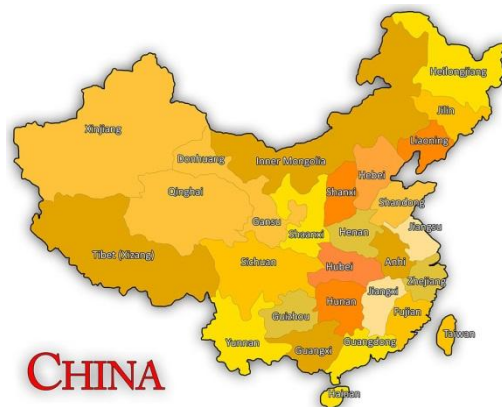 Heilongjiang
Jilin
Xinjiang
Liaoning
Donhuang
Inner Mongolia
Hebei
Qinghai
Shanxi
Shandong
Gansu
Jiangsu
Shaanxi
Henan
Tibet (Xizang)
Sichuan
Anhi
Hubei
Zhejiang
Jiangxi
Hunan
Guizhou
Fujian
Taiwan
Yunnan
Guangdong
Guangxi
CHINA
Hainan